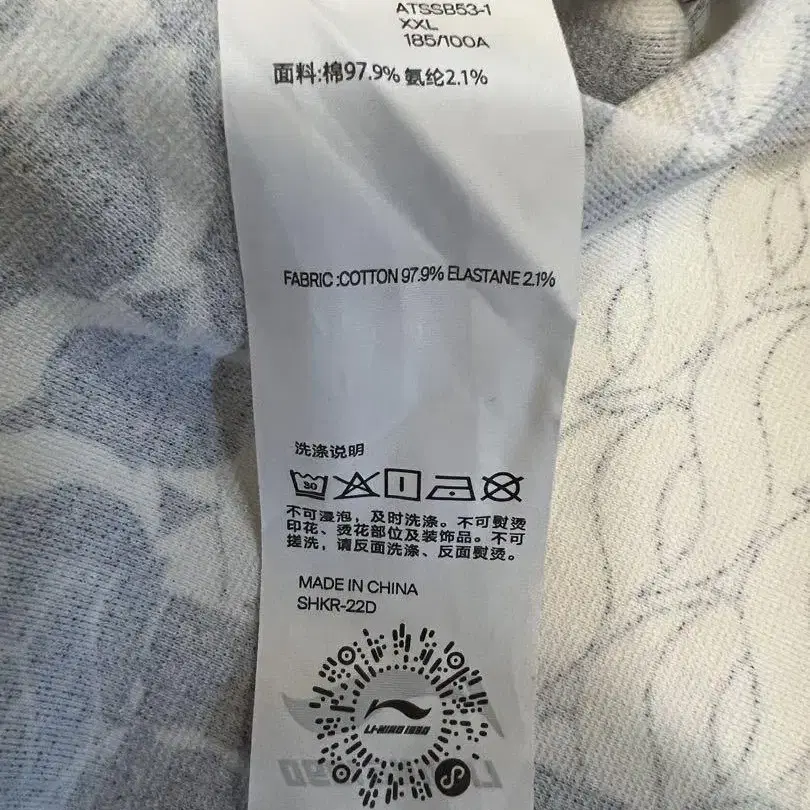 ATSSB53-1
XXL
185/100A
面料:棉97.9% 氨纶2.1%
FABRIC :COTTON 97.9% ELASTANE 2.1%
洗涤说明
30
不可浸泡，及时洗涤。不可熨烫
印花、烫花部位及装饰品。不可
搓洗，请反面洗涤、反面熨烫。
MADE IN CHINA
SHKR-22D
LI-NING 1990